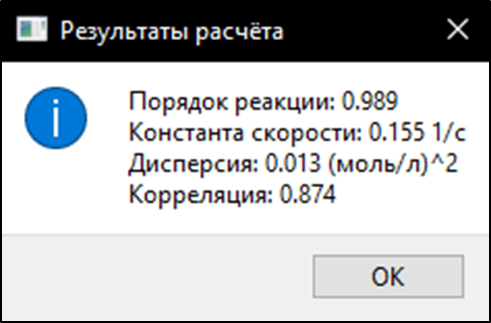 Результаты расчёта
Порядок реакции: 0.989
Константа скорости: 0.155 1/с
Дисперсия: 0.013 (моль/л)^2
Корреляция: 0.874
ОК